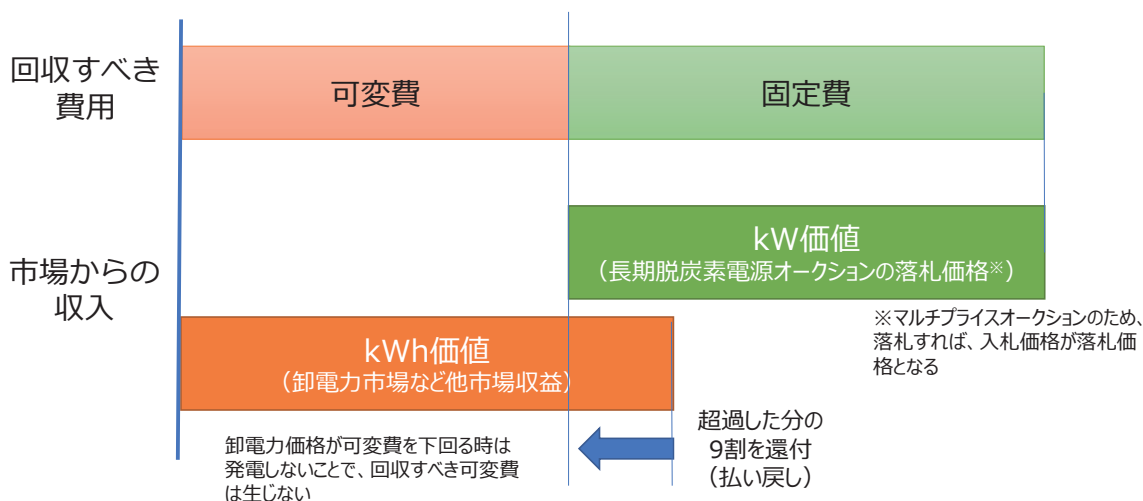 回収すべき
費用
可変費
固定費
市場からの
収入
kW価値
（長期脱炭素電源オークションの落札価格※）
※マルチプライスオークションのため、
落札すれば、入札価格が落札価
格となる
kWh価値
（卸電力市場など他市場収益）
卸電力価格が可変費を下回る時は
発電しないことで、回収すべき可変費
は生じない
超過した分の
9割を還付
（払い戻し）